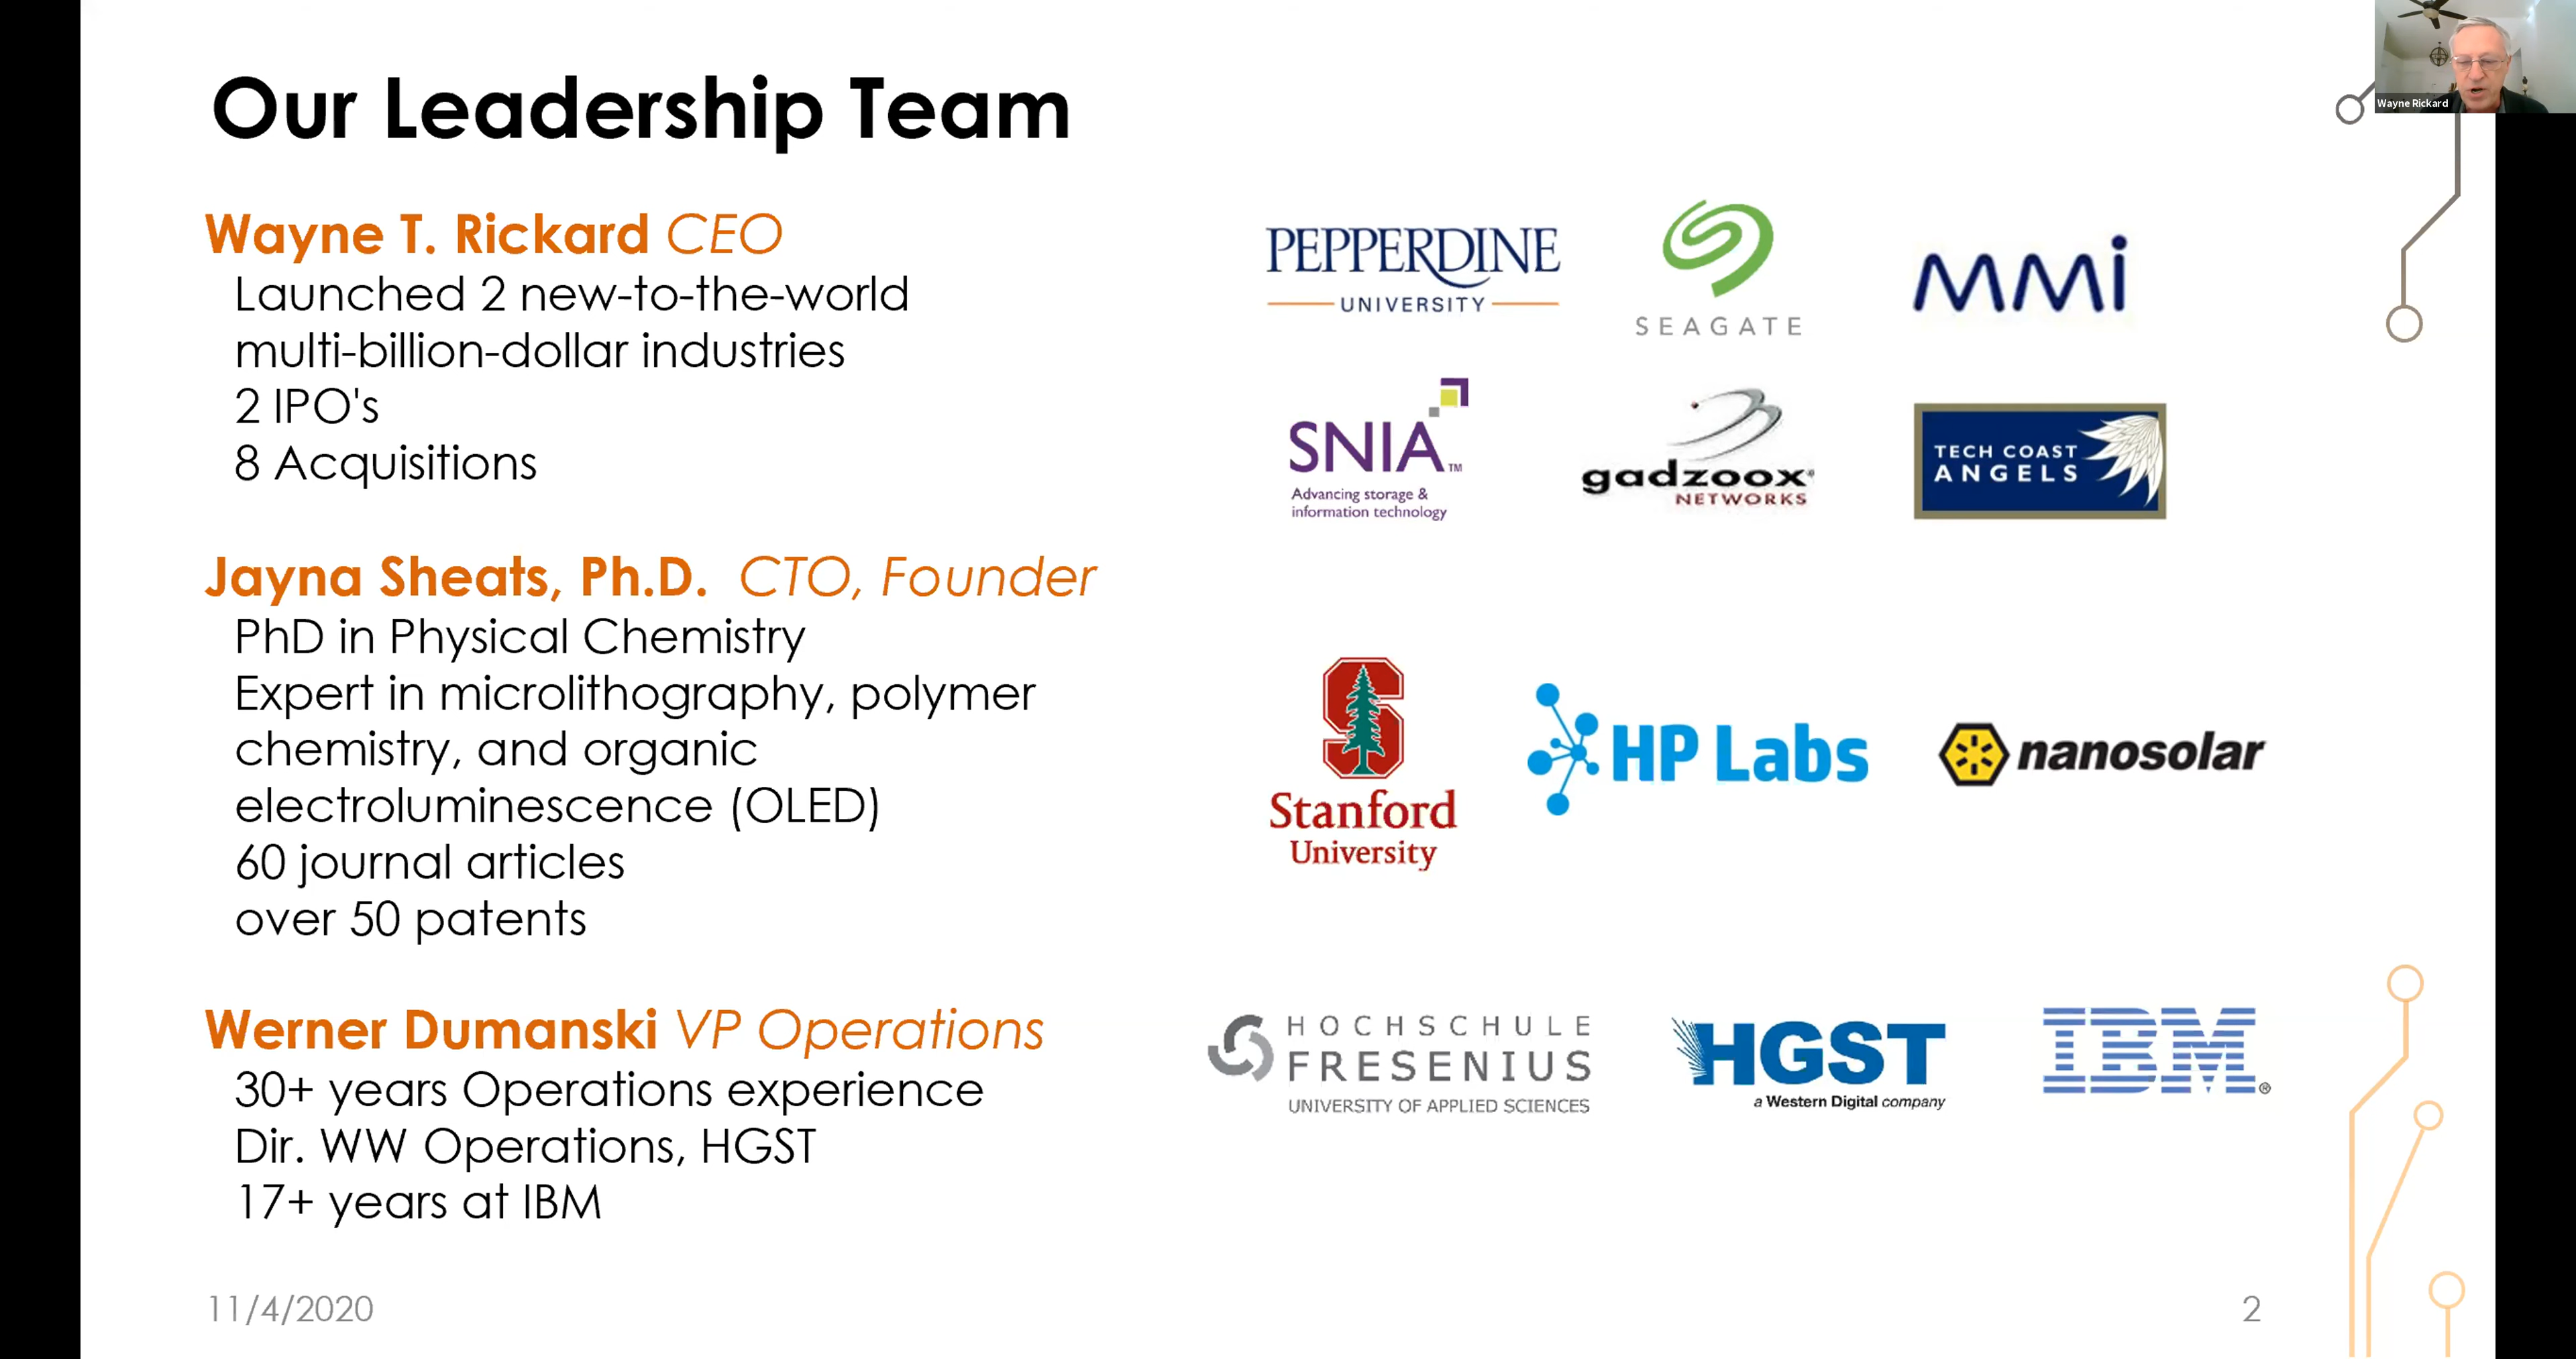 Our Leadership Team
Wayne Rickard
Wayne T. Rickard CEO
Launched 2 new-to-the-world
multi-billion-dollar industries
2 IPO's
8 Acquisitions
PEPPERDINE
UNIVERSITY
SEAGATE
MMi
SNIA™
Advancing storage &
information technology
gadzoox®
NETWORKS
TECH COAST
ANGELS
Jayna Sheats, Ph.D. CTO, Founder
PhD in Physical Chemistry
Expert in microlithography, polymer
chemistry, and organic
electroluminescence (OLED)
60 journal articles
over 50 patents
S
Stanford
University
HP Labs
nanosolar
Werner Dumanski VP Operations
30+ years Operations experience
Dir. WW Operations, HGST
17+ years at IBM
HOCHSCHULE
FRESENIUS
UNIVERSITY OF APPLIED SCIENCES
HGST
a Western Digital company
IBM®
11/4/2020
2